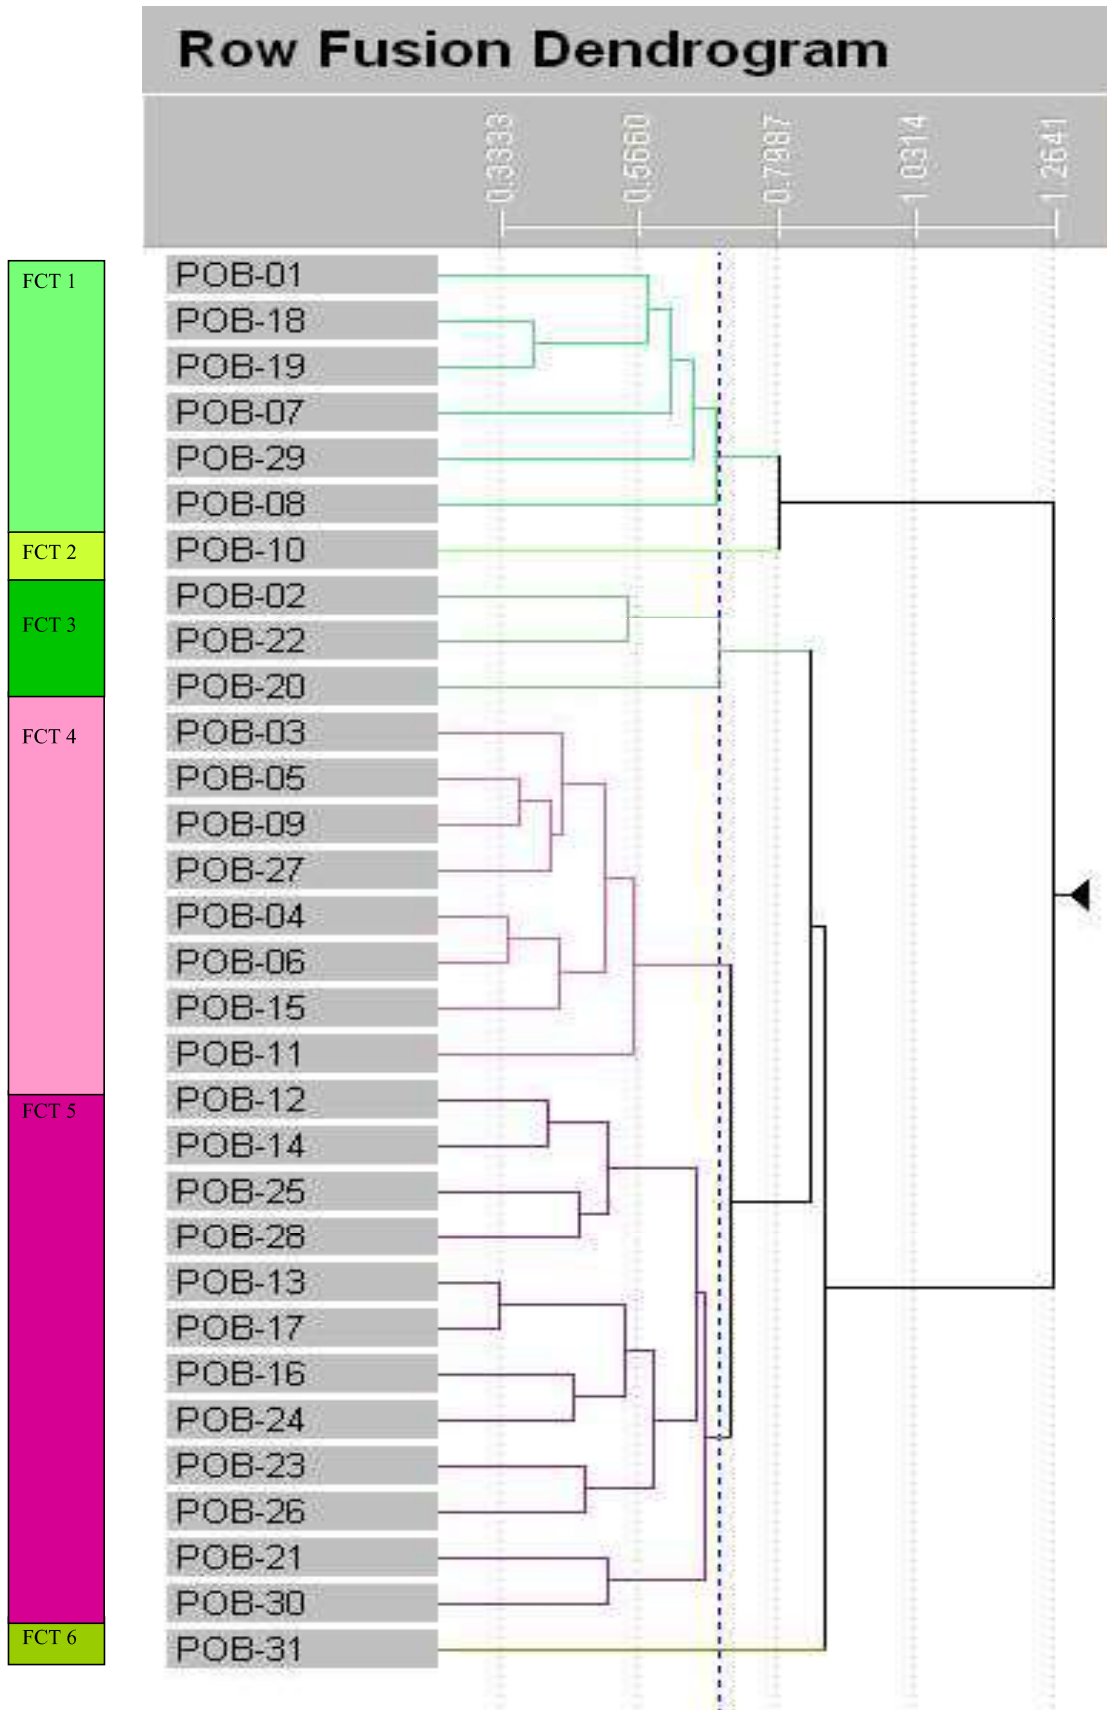 Row Fusion Dendrogram
0.3333
0.5660
0.7987
1.0314
1.2641
FCT 1
POB-01
POB-18
POB-19
POB-07
POB-29
POB-08
FCT 2
POB-10
POB-02
FCT 3
POB-22
POB-20
FCT 4
POB-03
POB-05
POB-09
POB-27
POB-04
POB-06
POB-15
POB-11
FCT 5
POB-12
POB-14
POB-25
POB-28
POB-13
POB-17
POB-16
POB-24
POB-23
POB-26
POB-21
POB-30
FCT 6
POB-31